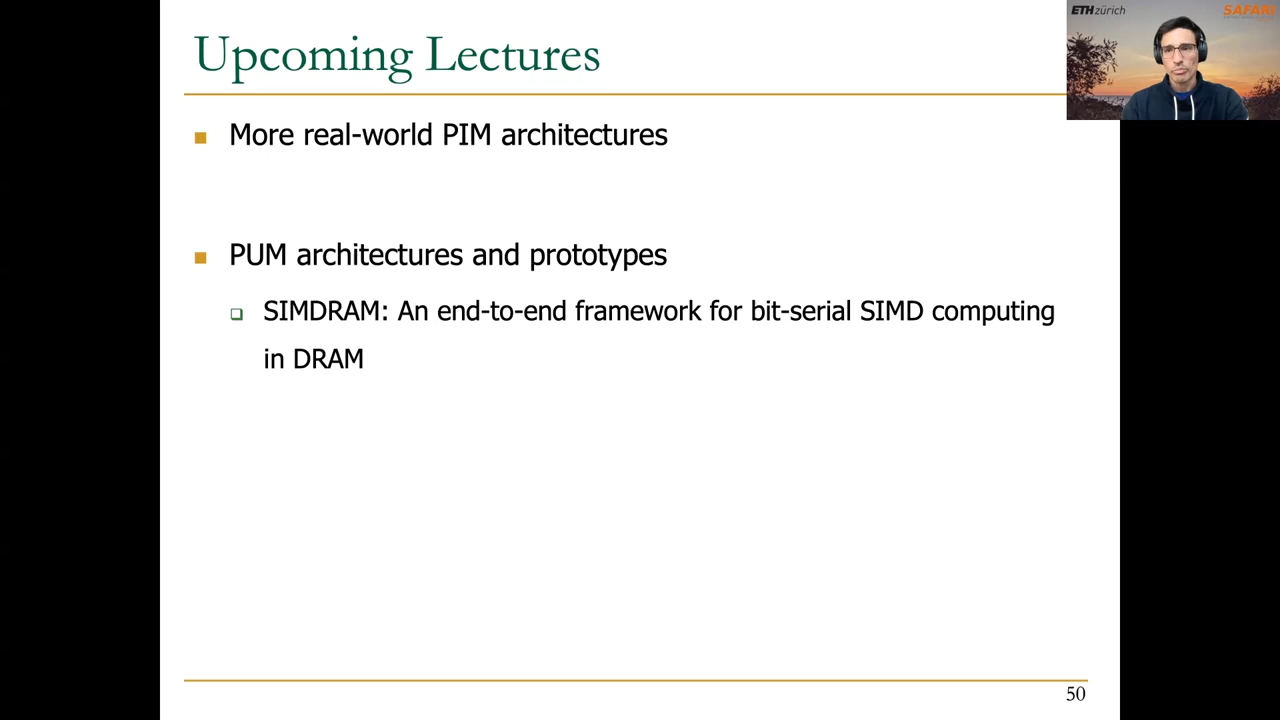 Upcoming Lectures
ETH zürich
SAFARI
More real-world PIM architectures
PUM architectures and prototypes
SIMDRAM: An end-to-end framework for bit-serial SIMD computing
in DRAM
50